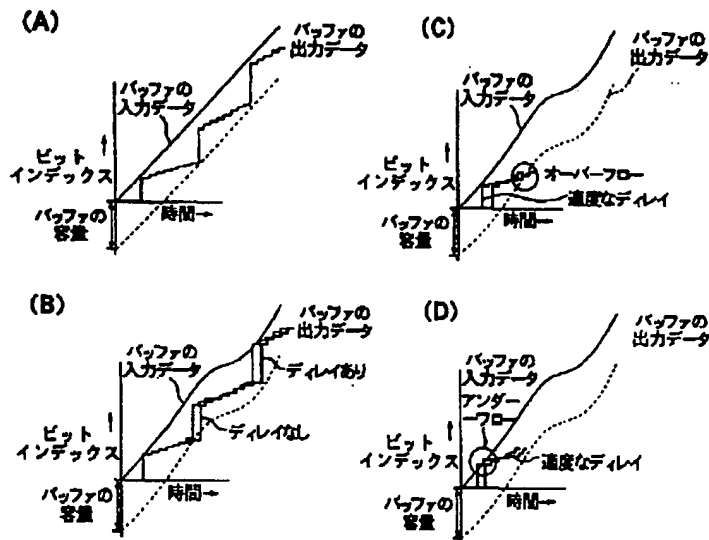 (A)
バッファの
出力データ
バッファの
入力データ
ビット
インデックス
時間→
バッファの
容量
(B)
バッファの
出力データ
バッファの
入力データ
ディレイあり
ディレイなし
ビット
インデックス
時間→
バッファの
容量
(C)
バッファの
出力データ
バッファの
入力データ
ビット
インデックス
オーバーフロー
適度なディレイ
時間→
バッファの
容量
(D)
バッファの
出力データ
バッファの
入力データ
アンダー
フロー
ビット
インデックス
適度なディレイ
時間→
バッファの
容量